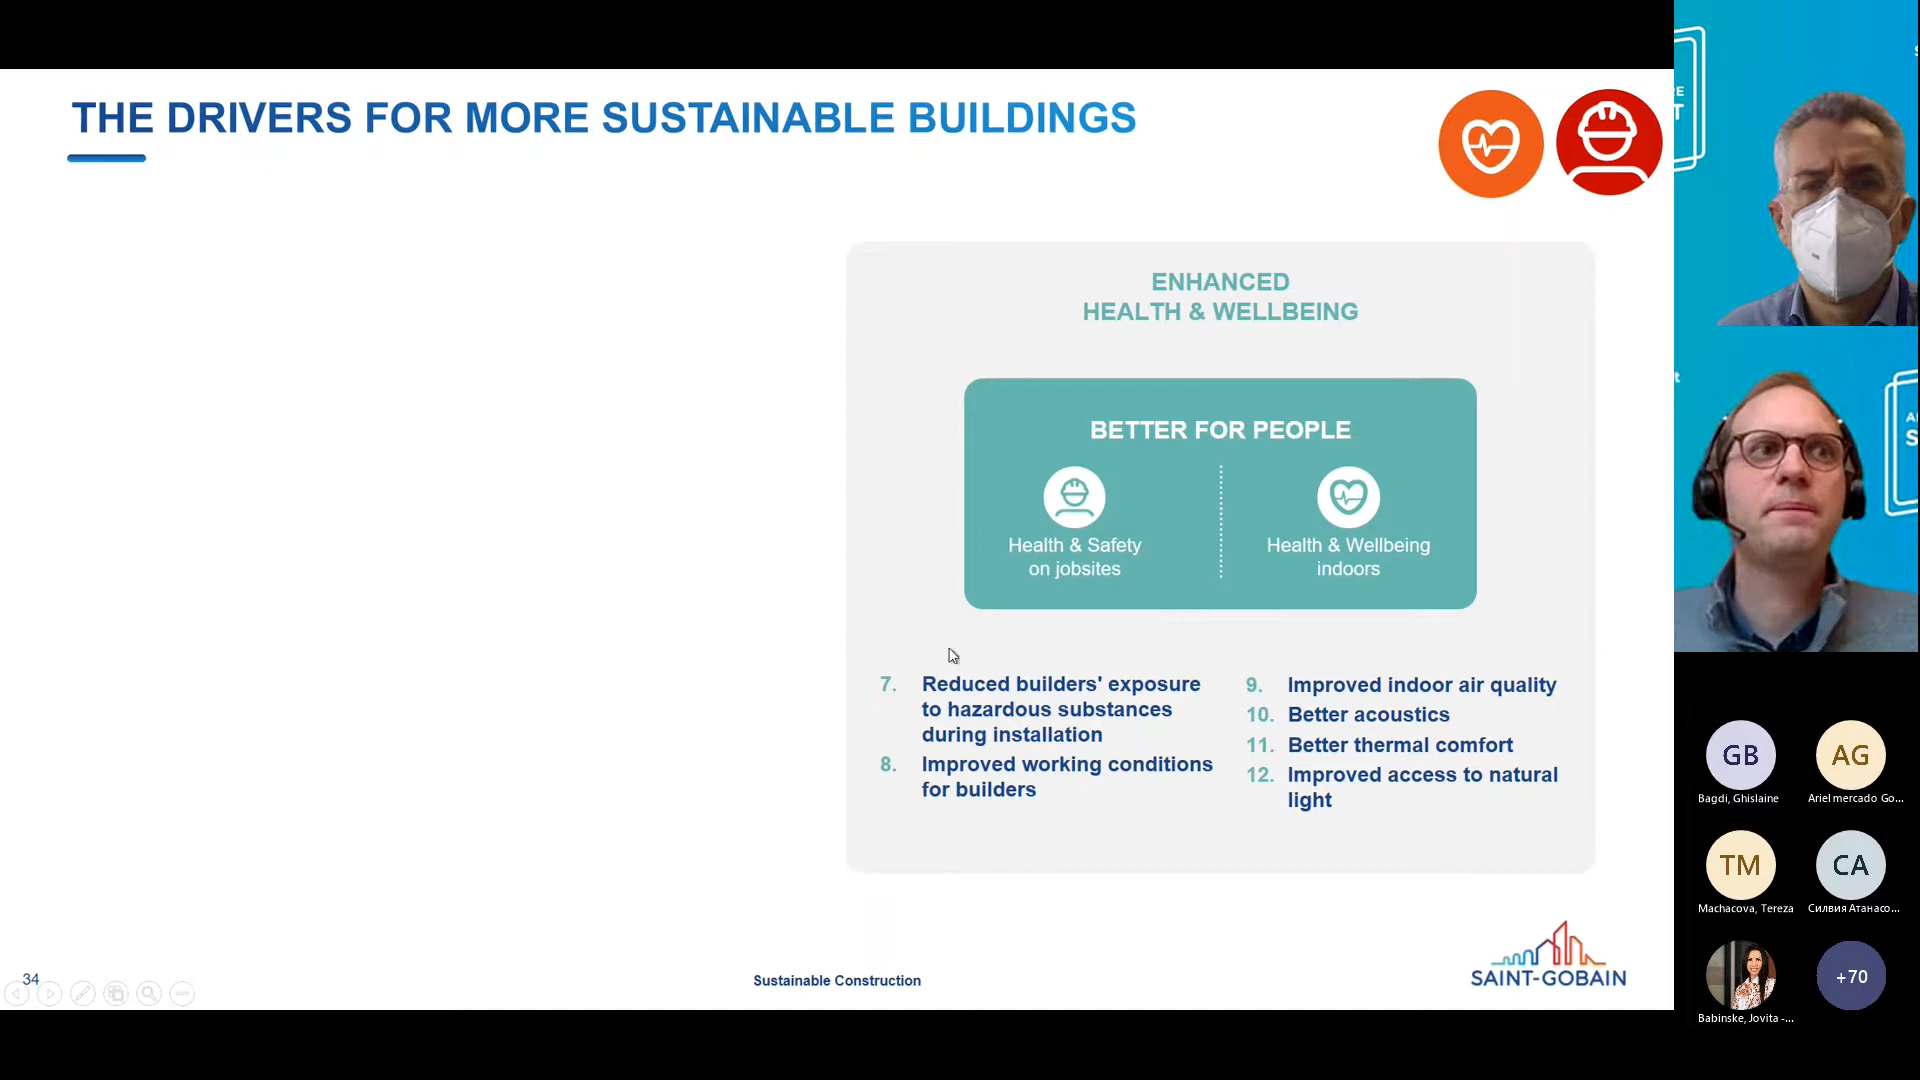 THE DRIVERS FOR MORE SUSTAINABLE BUILDINGS
ENHANCED
HEALTH & WELLBEING
BETTER FOR PEOPLE
Health & Safety
on jobsites
Health & Wellbeing
indoors
7. Reduced builders' exposure
to hazardous substances
during installation
8. Improved working conditions
for builders
9. Improved indoor air quality
10. Better acoustics
11. Better thermal comfort
12. Improved access to natural
light
34
Sustainable Construction
SAINT-GOBAIN
GB
Bagdi, Ghislaine
AG
Ariel mercado Go...
TM
Machacova, Tereza
CA
Силвия Атанасо...
Babinske, Jovita -...
+70